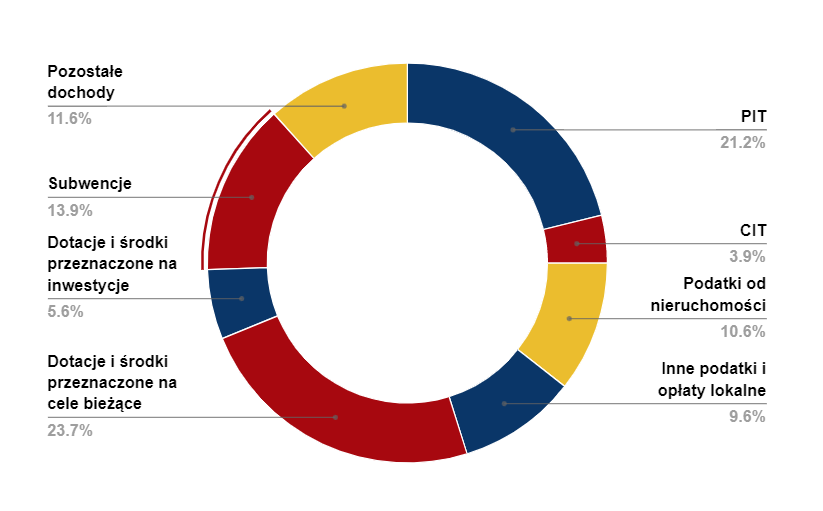 Pozostałe
dochody
11.6%
Subwencje
13.9%
Dotacje i środki
przeznaczone na
inwestycje
5.6%
Dotacje i środki
przeznaczone na
cele bieżące
23.7%
PIT
21.2%
CIT
3.9%
Podatki od
nieruchomości
10.6%
Inne podatki i
opłaty lokalne
9.6%